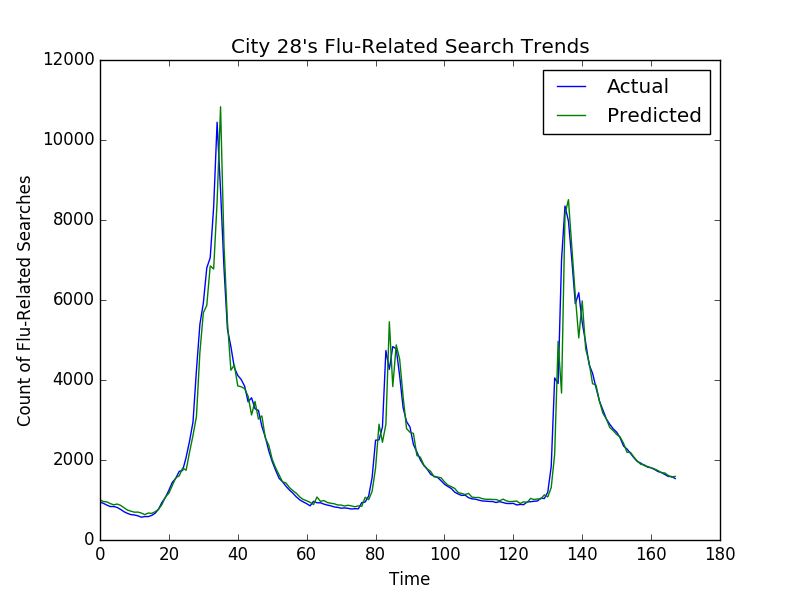 City 28's Flu-Related Search Trends
Actual
Predicted
Count of Flu-Related Searches
12000
10000
8000
6000
4000
2000
0
0 20 40 60 80 100 120 140 160 180
Time